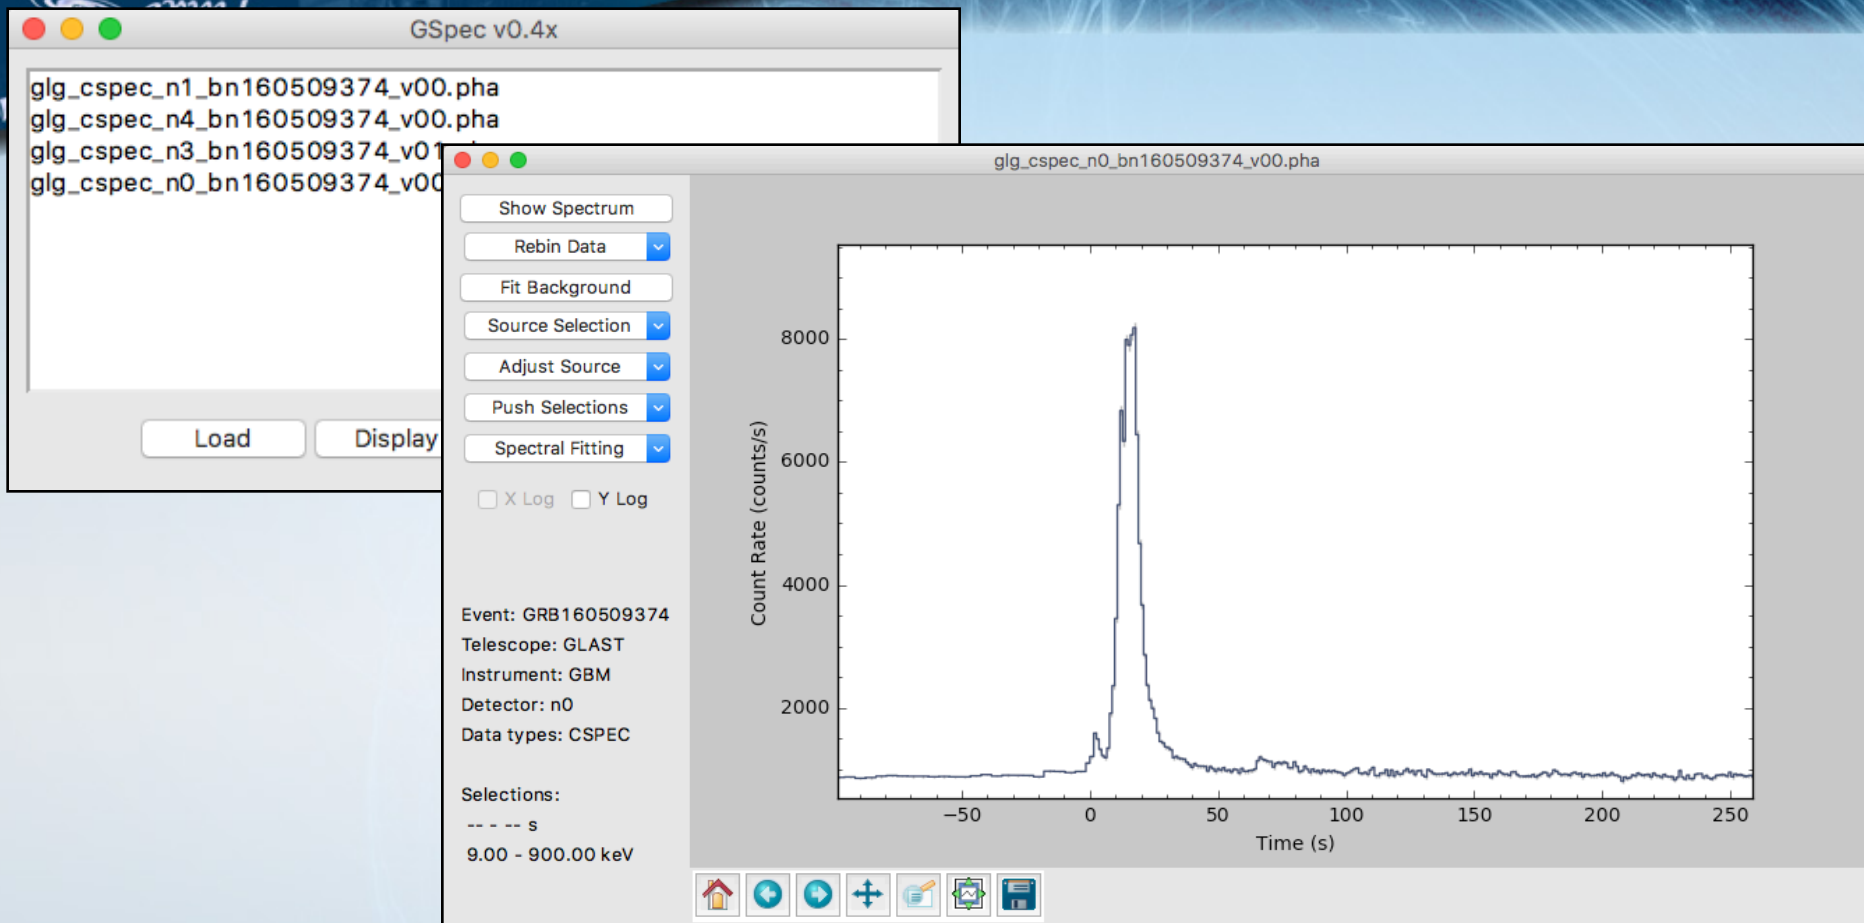 GSpec v0.4x
glg_cspec_n1_bn160509374_v00.pha
glg_cspec_n4_bn160509374_v00.pha
glg_cspec_n3_bn160509374_v01
glg_cspec_n0_bn160509374_v00
Load
Display
glg_cspec_n0_bn160509374_v00.pha
Show Spectrum
Rebin Data
Fit Background
Source Selection
Adjust Source
Push Selections
Spectral Fitting
X Log Y Log
Event: GRB160509374
Telescope: GLAST
Instrument: GBM
Detector: n0
Data types: CSPEC
Selections:
-- - -- s
9.00 - 900.00 keV
Count Rate (counts/s)
8000
6000
4000
2000
−50 0 50 100 150 200 250
Time (s)